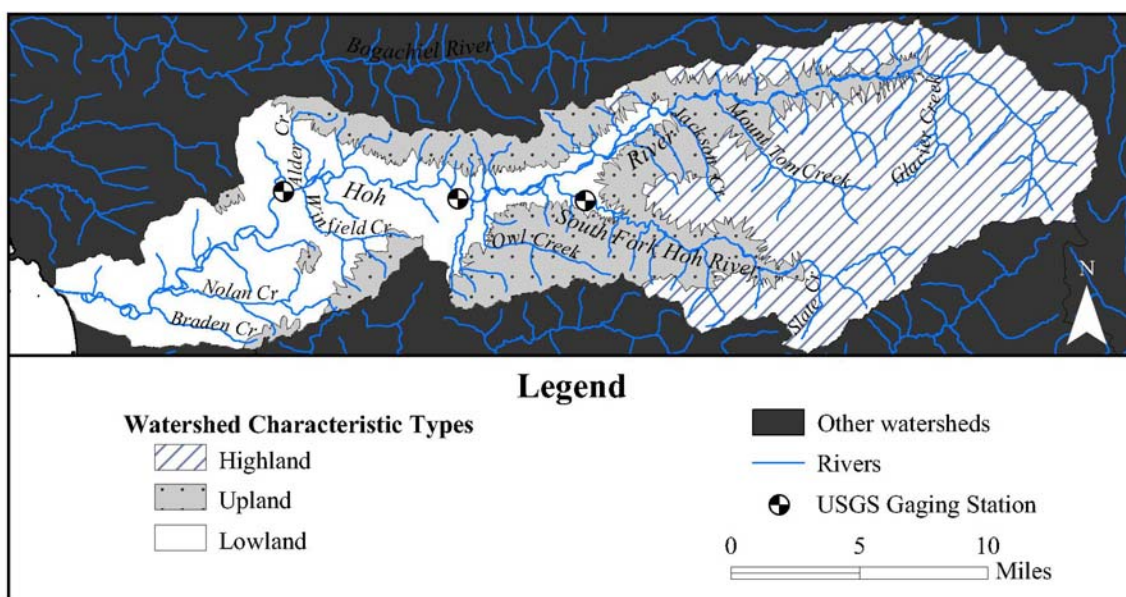 Bogachiel River
Alder Cr
Hoh
River
Jackson Cr
Mount Tom Creek
Glacier Creek
Winfield Cr.
Owl Creek
South Fork Hoh River
Slate Cr
Nolan Cr
Braden Cr
N
Legend
Watershed Characteristic Types
Highland
Upland
Lowland
Other watersheds
Rivers
USGS Gaging Station
0 5 10
Miles